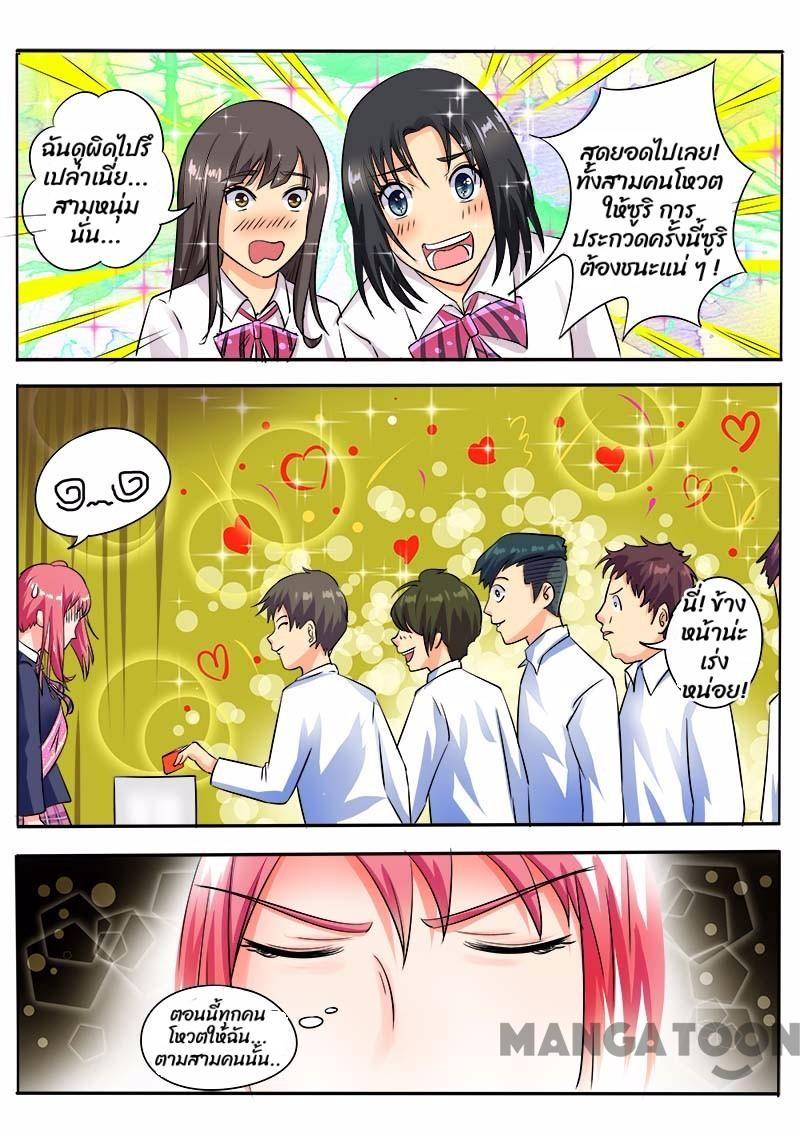 ฉันดูผิดไปรึ
เปล่าเนี่ย...
สามหนุ่ม
นั่น...
สุดยอดไปเลย!
ทั้งสามคนโหวต
ให้ซูริ การ
ประกวดครั้งนี้ซูริ
ต้องชนะแน่ ๆ !
นี่! ข้าง
หน้าน่ะ
เร่ง
หน่อย!
ตอนนี้ทุกคน
โหวตให้ฉัน...
ตามสามคนนั้น..
MANGATOON